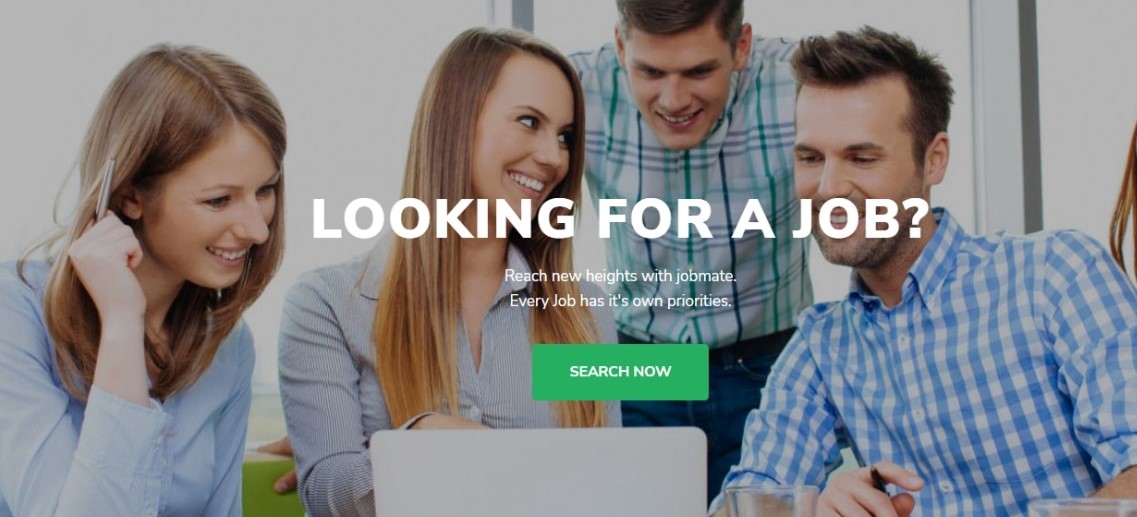 LOOKING FOR A JOB?
Reach new heights with jobmate.
Every Job has it's own priorities.
SEARCH NOW